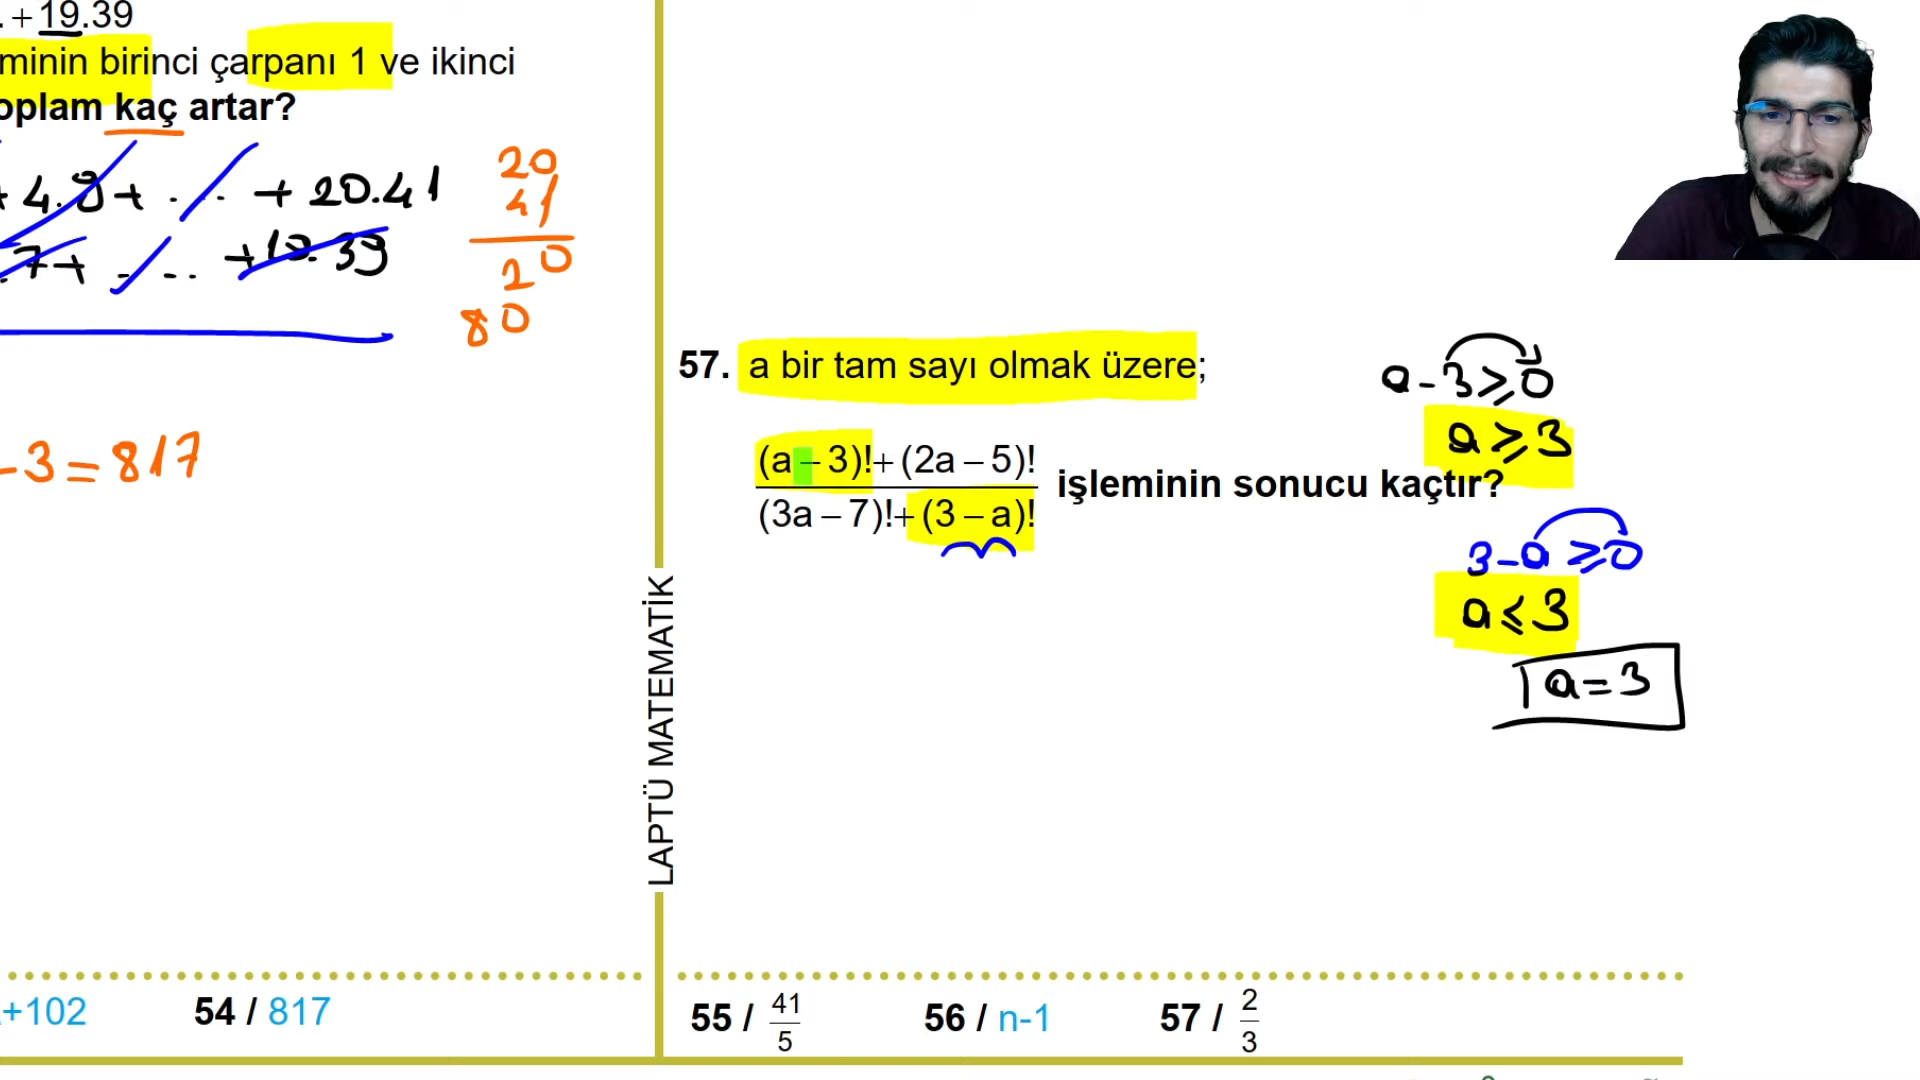 . + 19.39
minin birinci çarpanı 1 ve ikinci
oplam kaç artar?
+ 4.9 + . . . + 20.41
.7 + . . . + 19.39
20
41
20
80
- 3 = 817
57. a bir tam sayı olmak üzere;
(a – 3)! + (2a – 5)!
(3a – 7)! + (3 – a)!
işleminin sonucu kaçtır?
a - 3 ≥ 0
a ≥ 3
3 - a ≥ 0
a ≤ 3
a = 3
LAPTÜ MATEMATİK
+102
54 / 817
55 / 41/5
56 / n-1
57 / 2/3